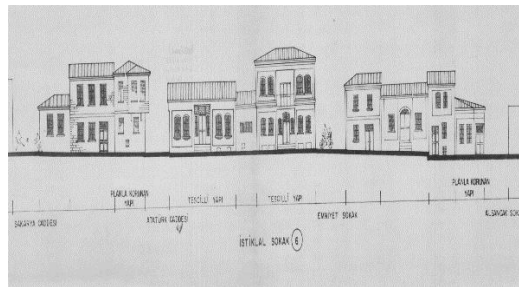 PLANLA KORUNAN
YAPI
TESCİLLİ YAPI
TESCİLLİ YAPI
PLANLA KORUNAN
YAPI
SAKARYA CADDESİ
ATATÜRK CADDESİ
EMNİYET SOKAK
ALSANCAK SOK
İSTİKLAL SOKAK 6